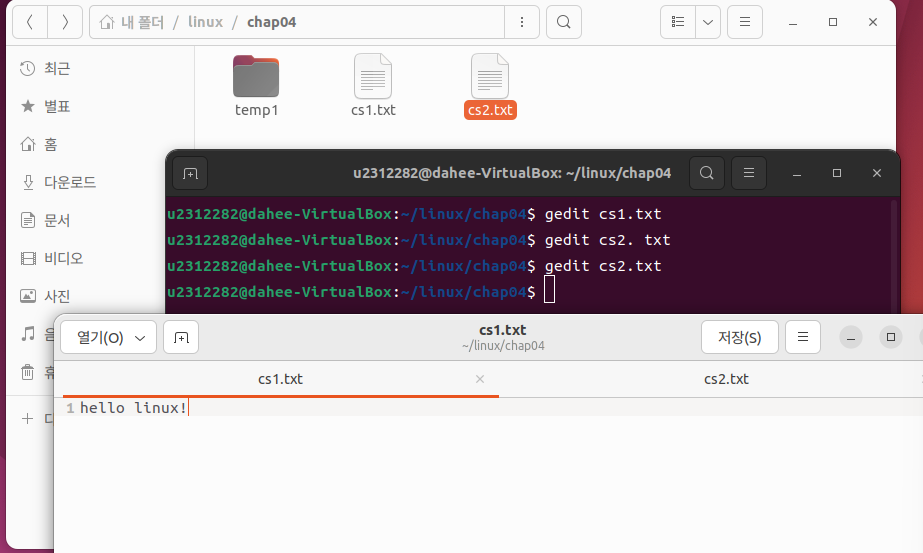 내 폴더 / linux / chap04
최근
별표
홈
다운로드
문서
비디오
사진
temp1
cs1.txt
cs2.txt
u2312282@dahee-VirtualBox: ~/linux/chap04
u2312282@dahee-VirtualBox:~/linux/chap04$ gedit cs1.txt
u2312282@dahee-VirtualBox:~/linux/chap04$ gedit cs2. txt
u2312282@dahee-VirtualBox:~/linux/chap04$ gedit cs2.txt
u2312282@dahee-VirtualBox:~/linux/chap04$
열기(O)
cs1.txt
~/linux/chap04
저장(S)
cs1.txt
cs2.txt
1 hello linux!